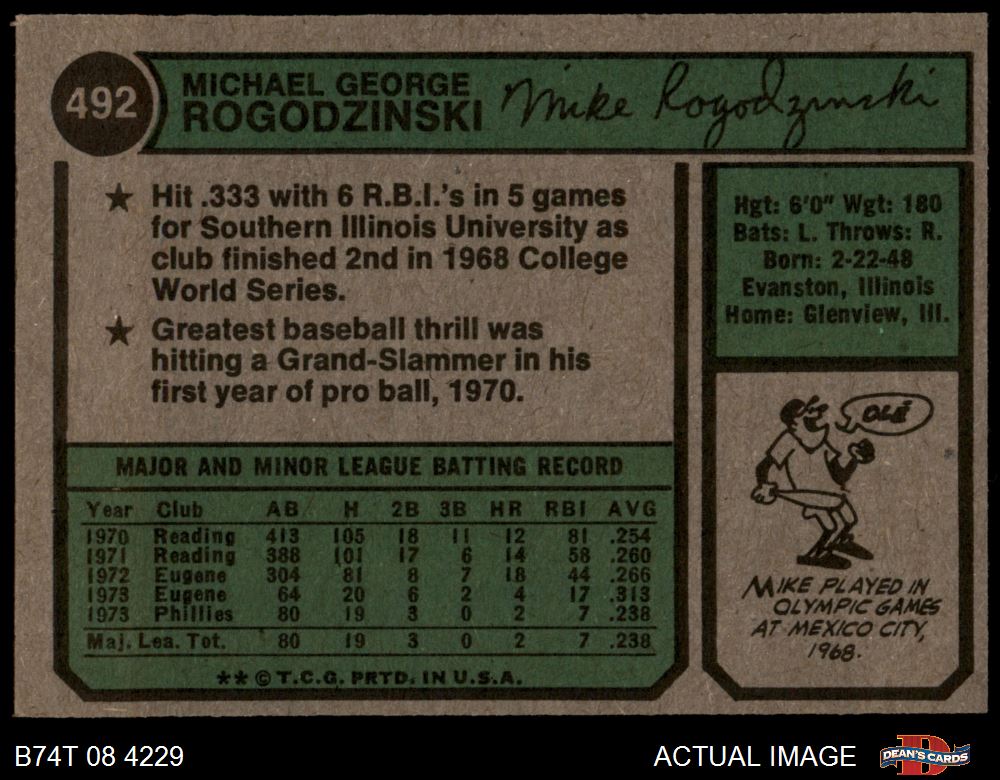 492
MICHAEL GEORGE
ROGODZINSKI
Mike Rogodzinski
★ Hit .333 with 6 R.B.I.'s in 5 games
for Southern Illinois University as
club finished 2nd in 1968 College
World Series.
★ Greatest baseball thrill was
hitting a Grand-Slammer in his
first year of pro ball, 1970.
Hgt: 6'0" Wgt: 180
Bats: L. Throws: R.
Born: 2-22-48
Evanston, Illinois
Home: Glenview, Ill.
OLÉ
MIKE PLAYED IN
OLYMPIC GAMES
AT MEXICO CITY,
1968.
MAJOR AND MINOR LEAGUE BATTING RECORD
Year Club AB H 2B 3B HR RBI AVG
1970 Reading 413 105 18 11 12 81 .254
1971 Reading 388 101 17 6 14 58 .260
1972 Eugene 304 81 8 7 18 44 .266
1973 Eugene 64 20 6 2 4 17 .313
1973 Phillies 80 19 3 0 2 7 .238
Maj. Lea. Tot. 80 19 3 0 2 7 .238
**© T.C.G. PRTD. IN U.S.A.
B74T 08 4229
ACTUAL IMAGE
DEAN'S CARDS